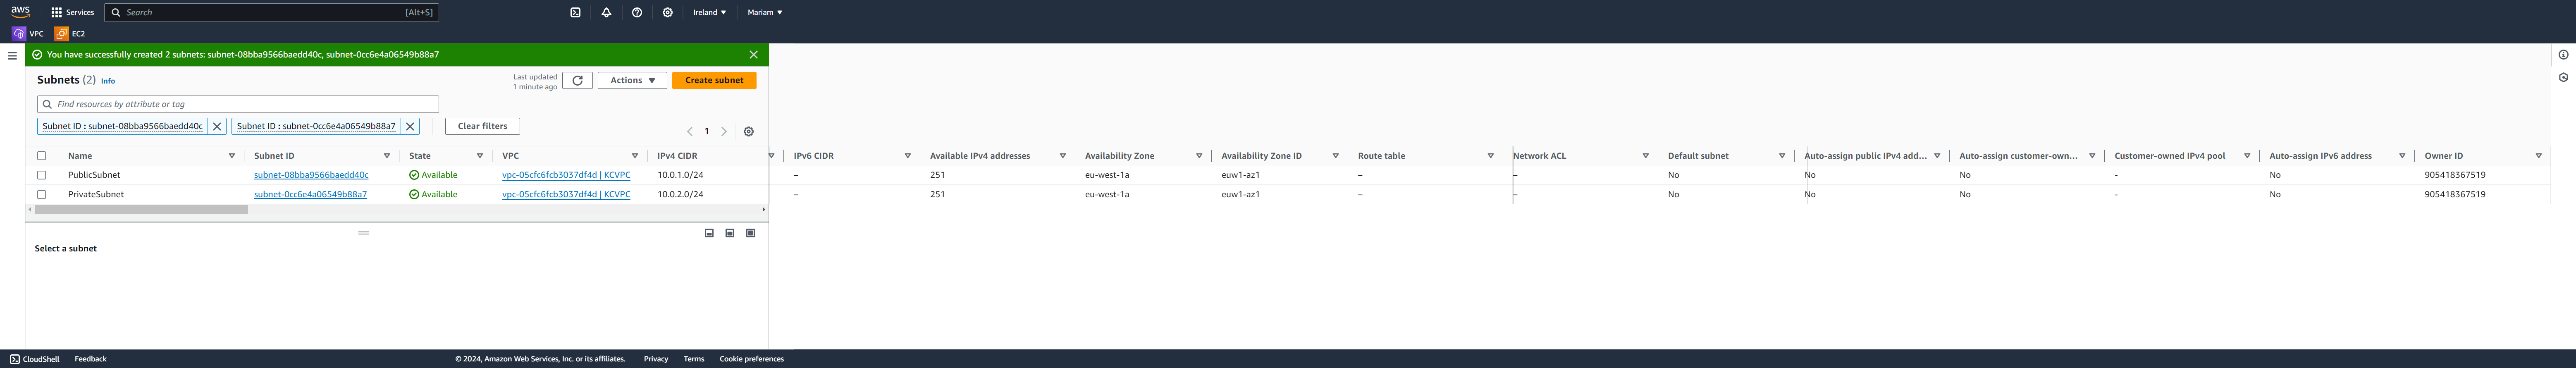 aws Services Search [Alt+S] Ireland ▼ Mariam ▼
VPC EC2
You have successfully created 2 subnets: subnet-08bba9566baedd40c, subnet-0cc6e4a06549b88a7
Subnets (2) Info
Last updated
1 minute ago
Actions ▼ Create subnet
Find resources by attribute or tag
Subnet ID : subnet-08bba9566baedd40c Subnet ID : subnet-0cc6e4a06549b88a7 Clear filters
1
Name Subnet ID State VPC IPv4 CIDR IPv6 CIDR Available IPv4 addresses Availability Zone Availability Zone ID Route table Network ACL Default subnet Auto-assign public IPv4 add... Auto-assign customer-own... Customer-owned IPv4 pool Auto-assign IPv6 address Owner ID
PublicSubnet subnet-08bba9566baedd40c Available vpc-05cfc6fcb3037df4d | KCVPC 10.0.1.0/24 – 251 eu-west-1a euw1-az1 – – No No No - No 905418367519
PrivateSubnet subnet-0cc6e4a06549b88a7 Available vpc-05cfc6fcb3037df4d | KCVPC 10.0.2.0/24 – 251 eu-west-1a euw1-az1 – – No No No - No 905418367519
Select a subnet
CloudShell Feedback © 2024, Amazon Web Services, Inc. or its affiliates. Privacy Terms Cookie preferences